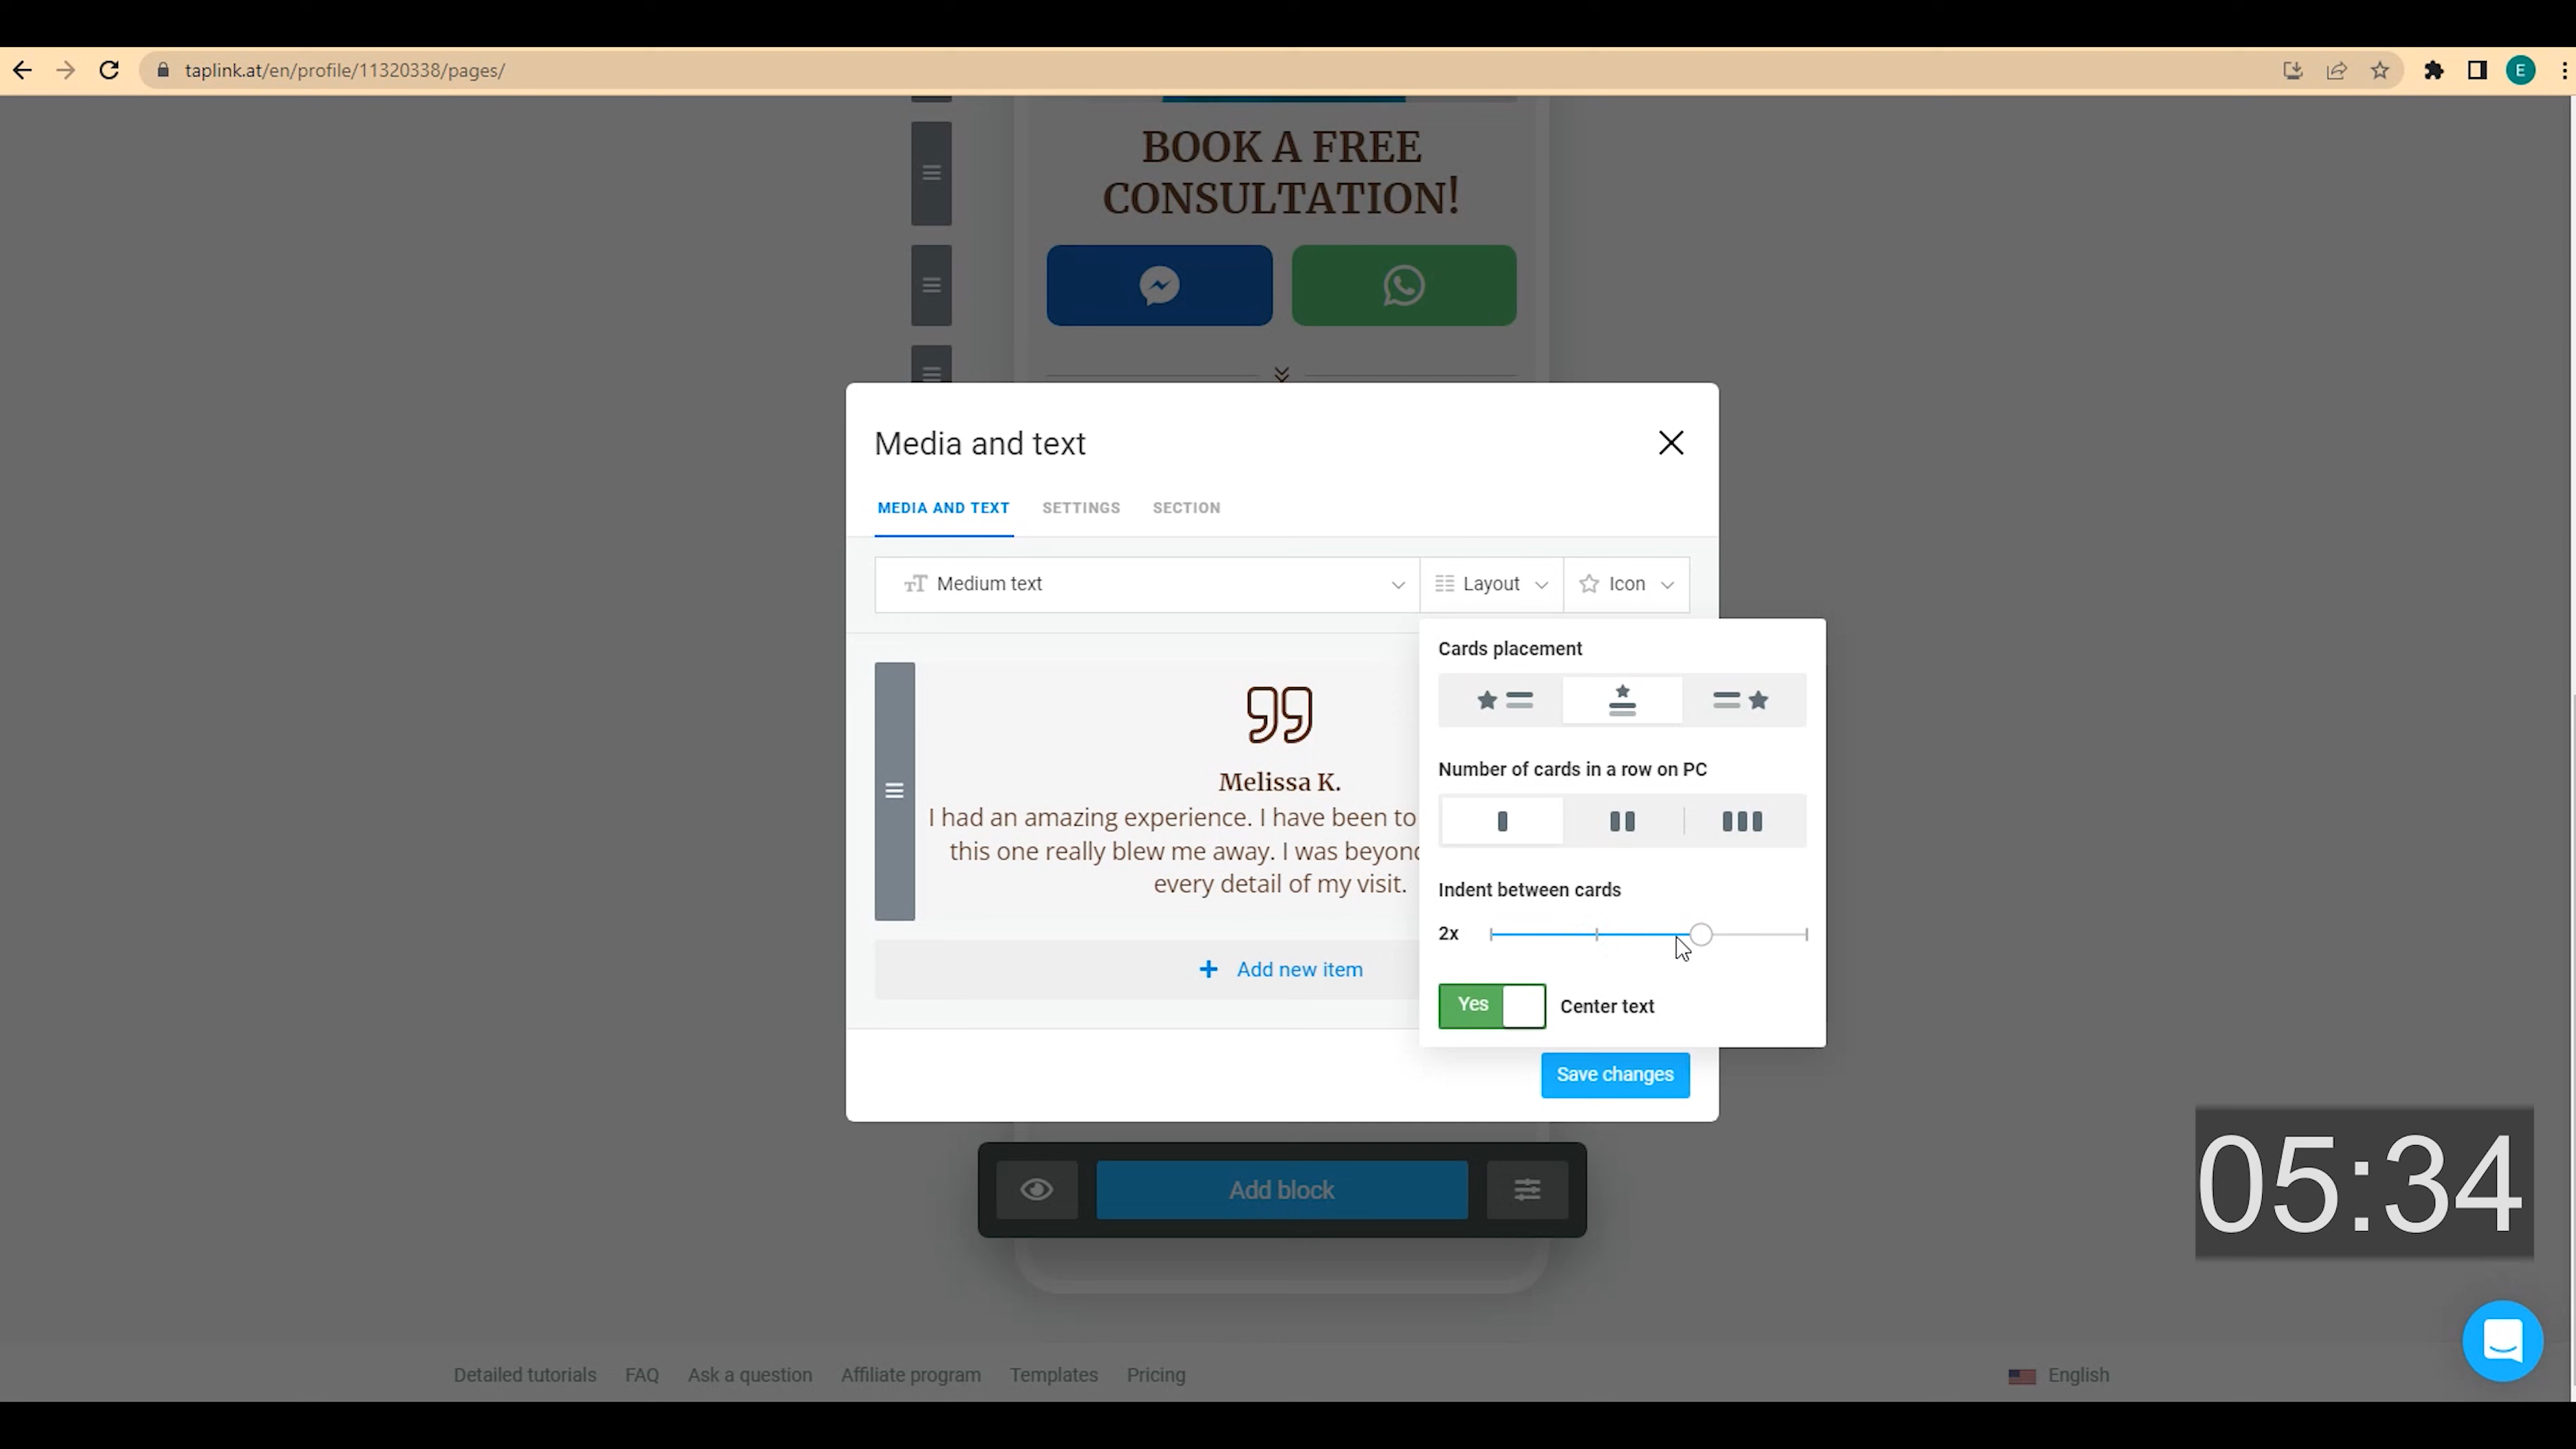 taplink.at/en/profile/11320338/pages/
E
BOOK A FREE
CONSULTATION!
Media and text
MEDIA AND TEXT
SETTINGS
SECTION
TT Medium text
Layout
Icon
Cards placement
Number of cards in a row on PC
Melissa K.
I had an amazing experience. I have been to
this one really blew me away. I was beyond
every detail of my visit.
Indent between cards
2x
+ Add new item
Yes
Center text
Save changes
Add block
05:34
Detailed tutorials
FAQ
Ask a question
Affiliate program
Templates
Pricing
English